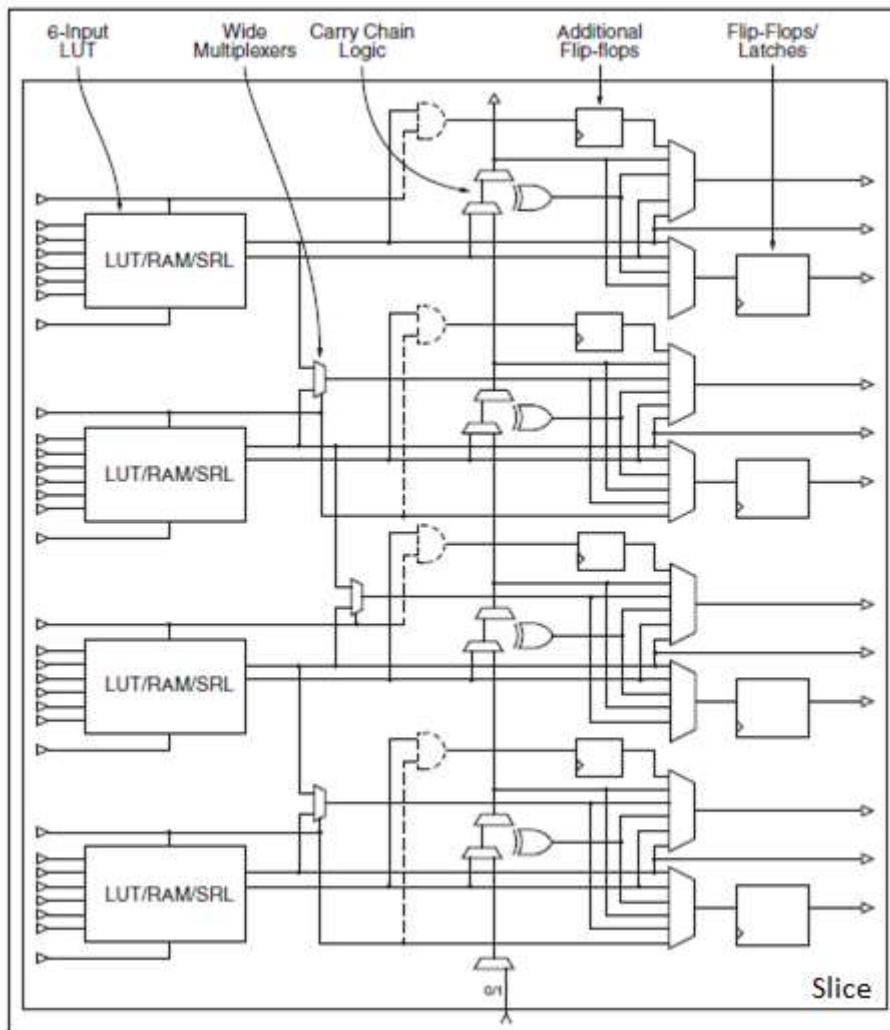 6-Input
LUT
Wide
Multiplexers
Carry Chain
Logic
Additional
Flip-flops
Flip-Flops/
Latches
LUT/RAM/SRL
LUT/RAM/SRL
LUT/RAM/SRL
LUT/RAM/SRL
0/1
Slice